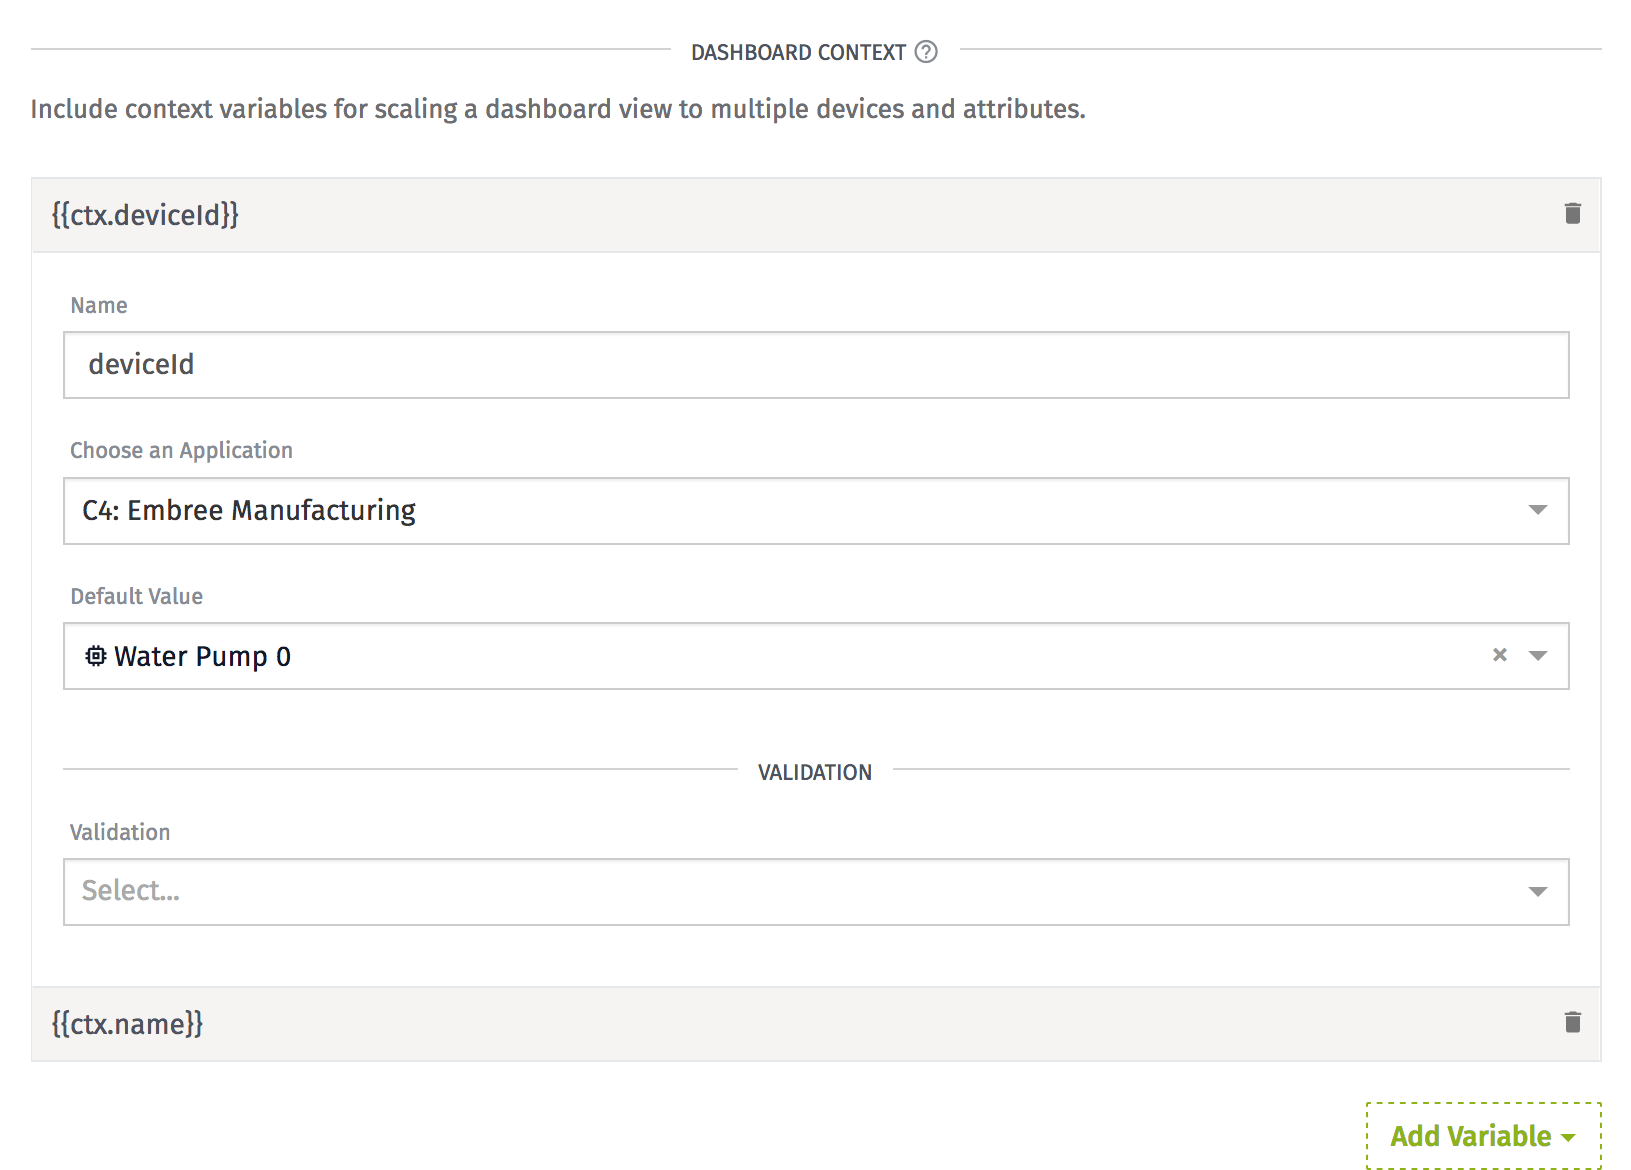 DASHBOARD CONTEXT ?
Include context variables for scaling a dashboard view to multiple devices and attributes.
{{ctx.deviceId}}
Name
deviceId
Choose an Application
C4: Embree Manufacturing
Default Value
Water Pump 0
VALIDATION
Validation
Select...
{{ctx.name}}
Add Variable